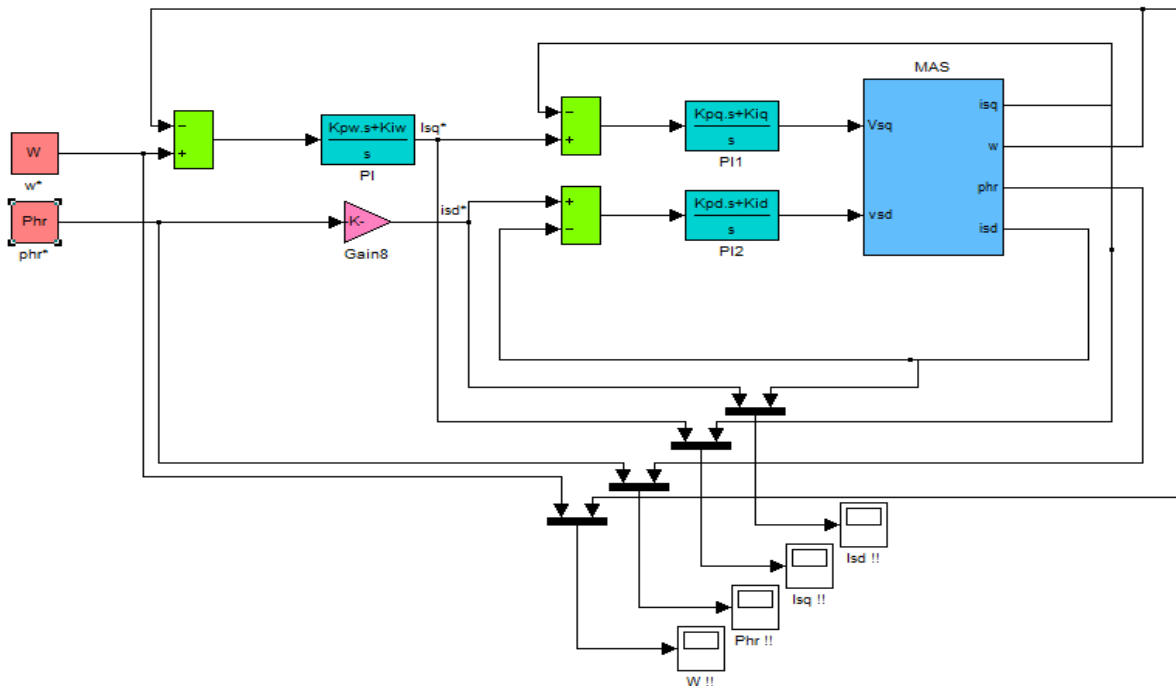 MAS
−
+
Kpw.s+Kiw
s
PI
Isq*
−
+
Kpq.s+Kiq
s
PI1
Vsq
isq
w
phr
isd
W
w*
Phr
phr*
-K-
Gain8
isd*
+
−
Kpd.s+Kid
s
PI2
vsd
Isd !!
Isq !!
Phr !!
W !!